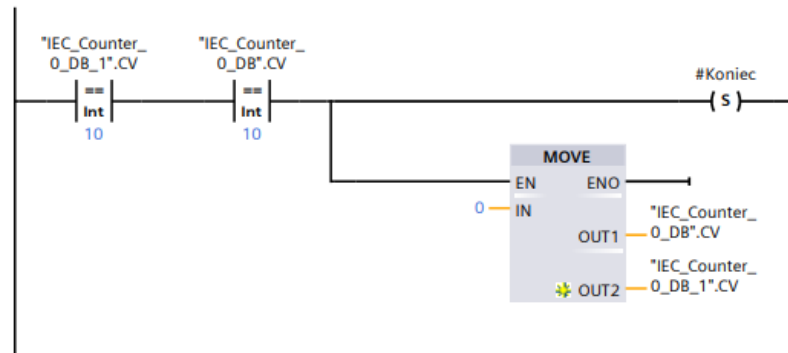 "IEC_Counter_
0_DB_1".CV
==
Int
10
"IEC_Counter_
0_DB".CV
==
Int
10
#Koniec
S
MOVE
EN
ENO
0
IN
OUT1
"IEC_Counter_
0_DB".CV
OUT2
"IEC_Counter_
0_DB_1".CV